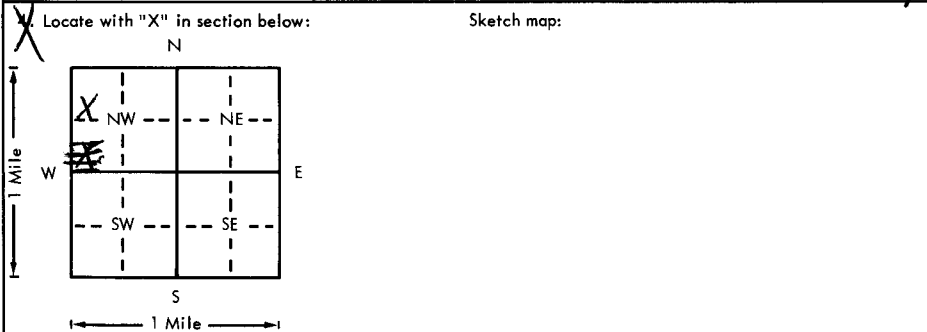 X. Locate with "X" in section below: Sketch map:
N
X
NW NE
X
W E
1 Mile
SW SE
S
1 Mile